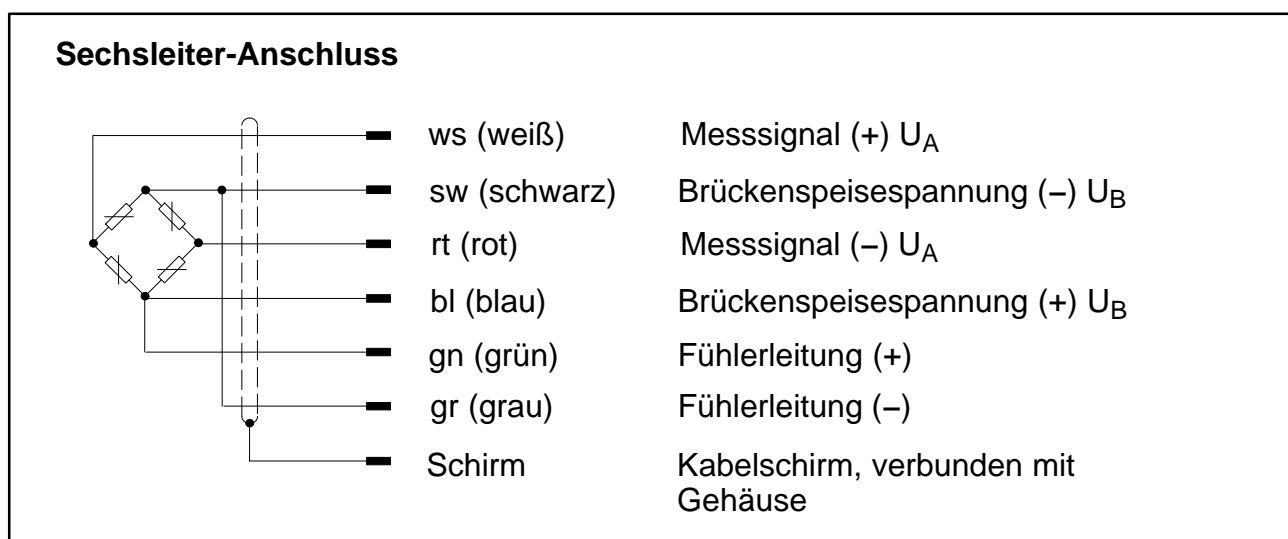 Sechsleiter-Anschluss
ws (weiß) Messsignal (+) UA
sw (schwarz) Brückenspeisespannung (–) UB
rt (rot) Messsignal (–) UA
bl (blau) Brückenspeisespannung (+) UB
gn (grün) Fühlerleitung (+)
gr (grau) Fühlerleitung (–)
Schirm Kabelschirm, verbunden mit
Gehäuse